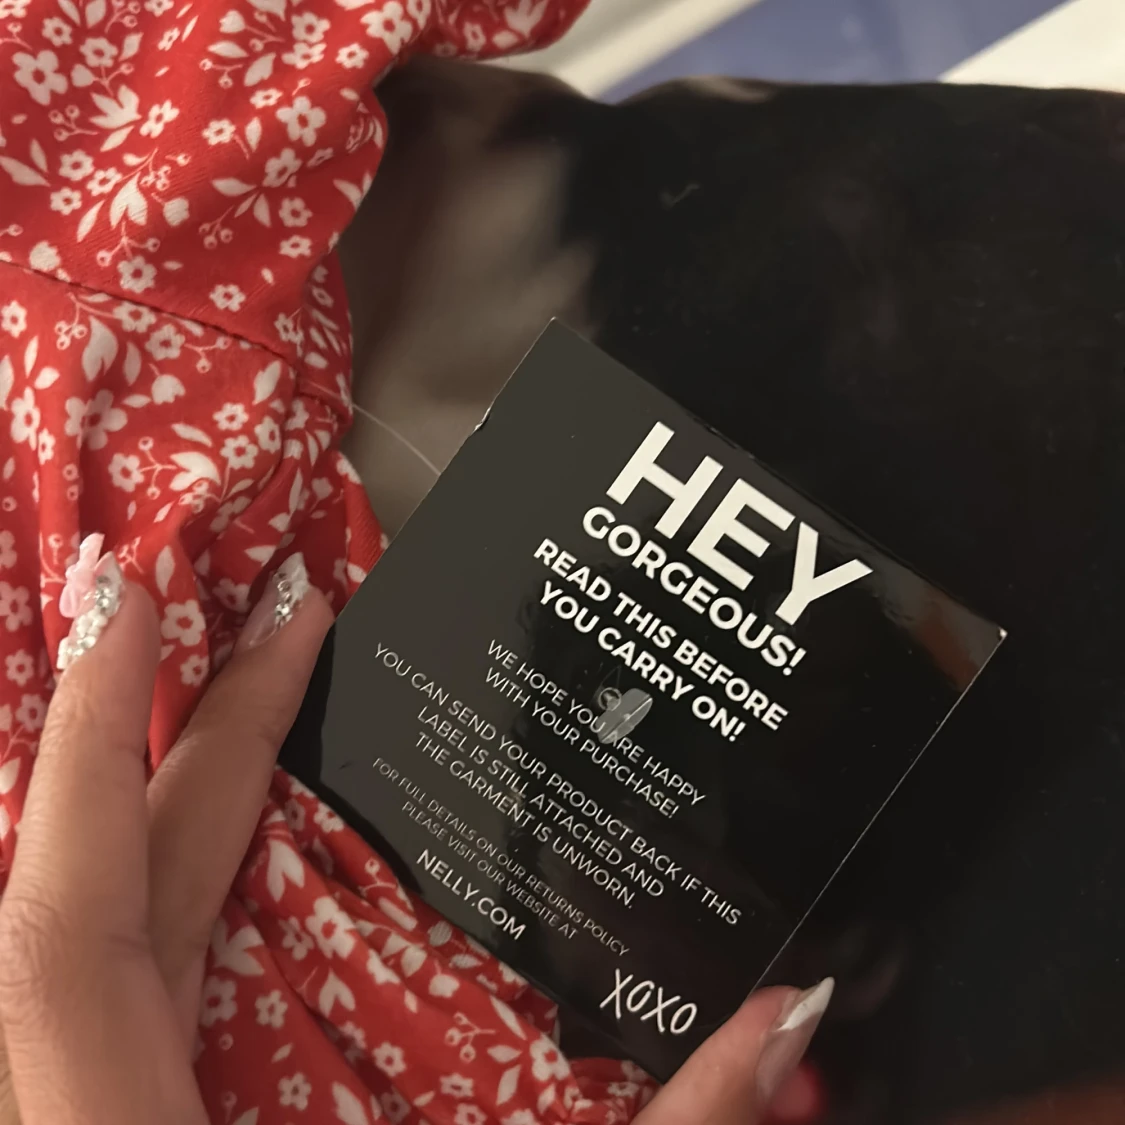 HEY
GORGEOUS!
READ THIS BEFORE
YOU CARRY ON!
WE HOPE YOU ARE HAPPY
WITH YOUR PURCHASE!
YOU CAN SEND YOUR PRODUCT BACK IF THIS
LABEL IS STILL ATTACHED AND
THE GARMENT IS UNWORN.
FOR FULL DETAILS ON OUR RETURNS POLICY
PLEASE VISIT OUR WEBSITE AT
NELLY.COM
XOXO